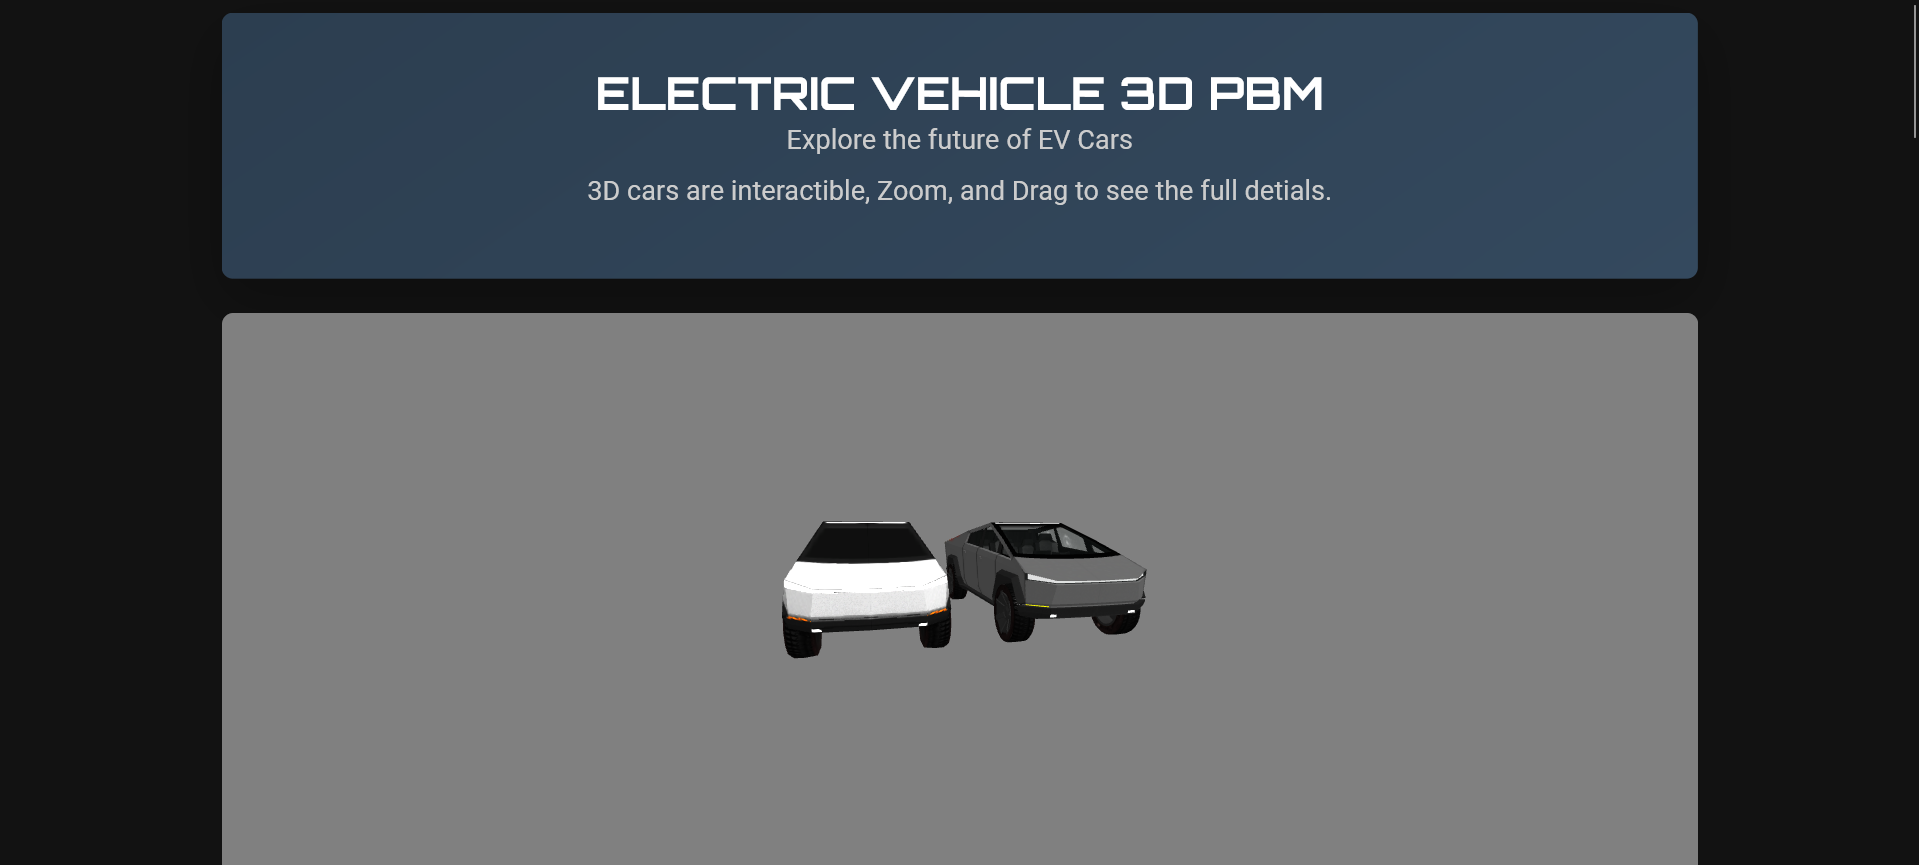 ELECTRIC VEHICLE 3D PBM
Explore the future of EV Cars
3D cars are interactible, Zoom, and Drag to see the full detials.